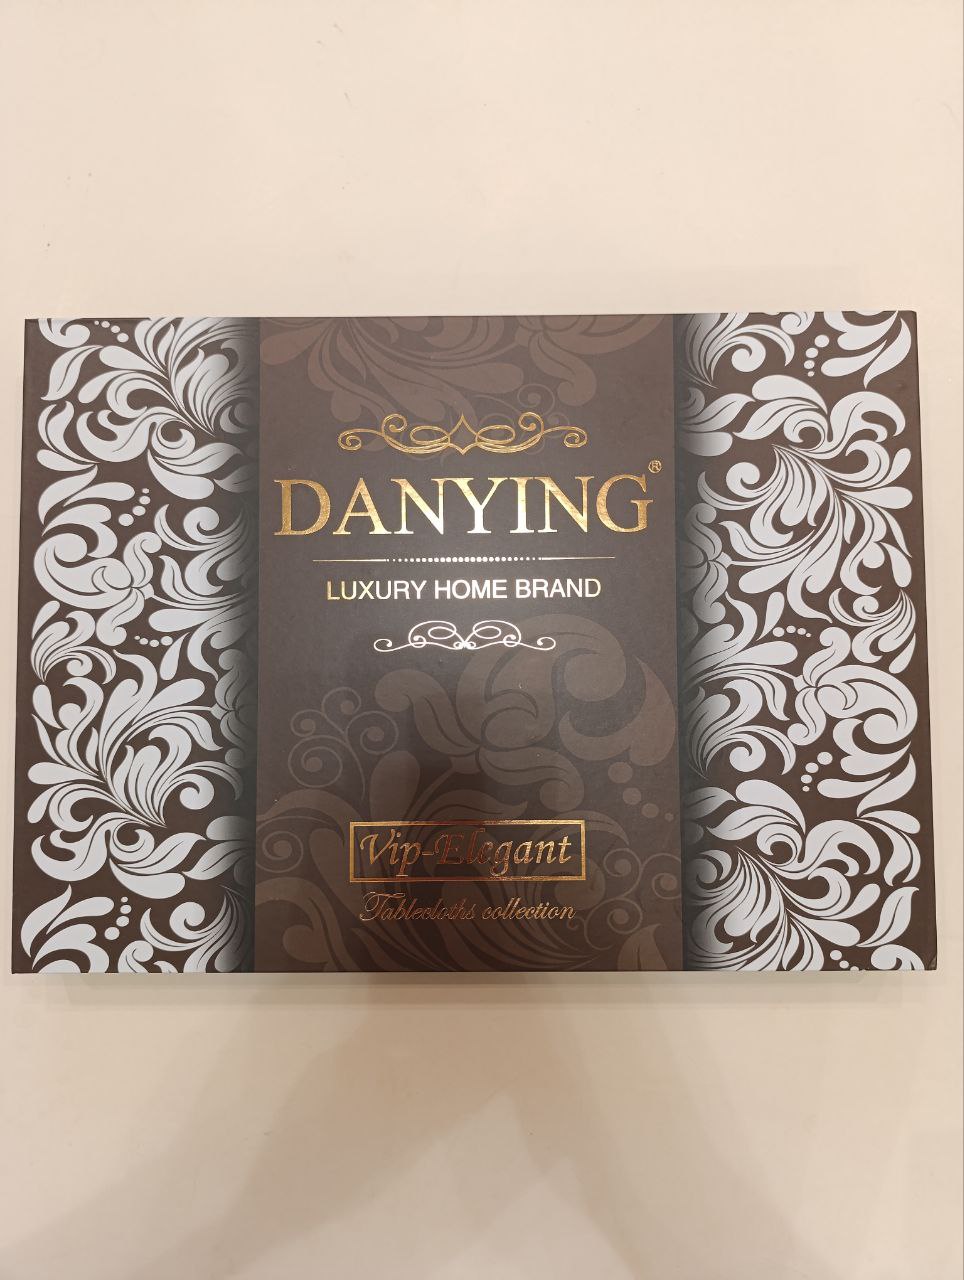 DANYING®
LUXURY HOME BRAND
Vip-Elegant
Tablecloths collection